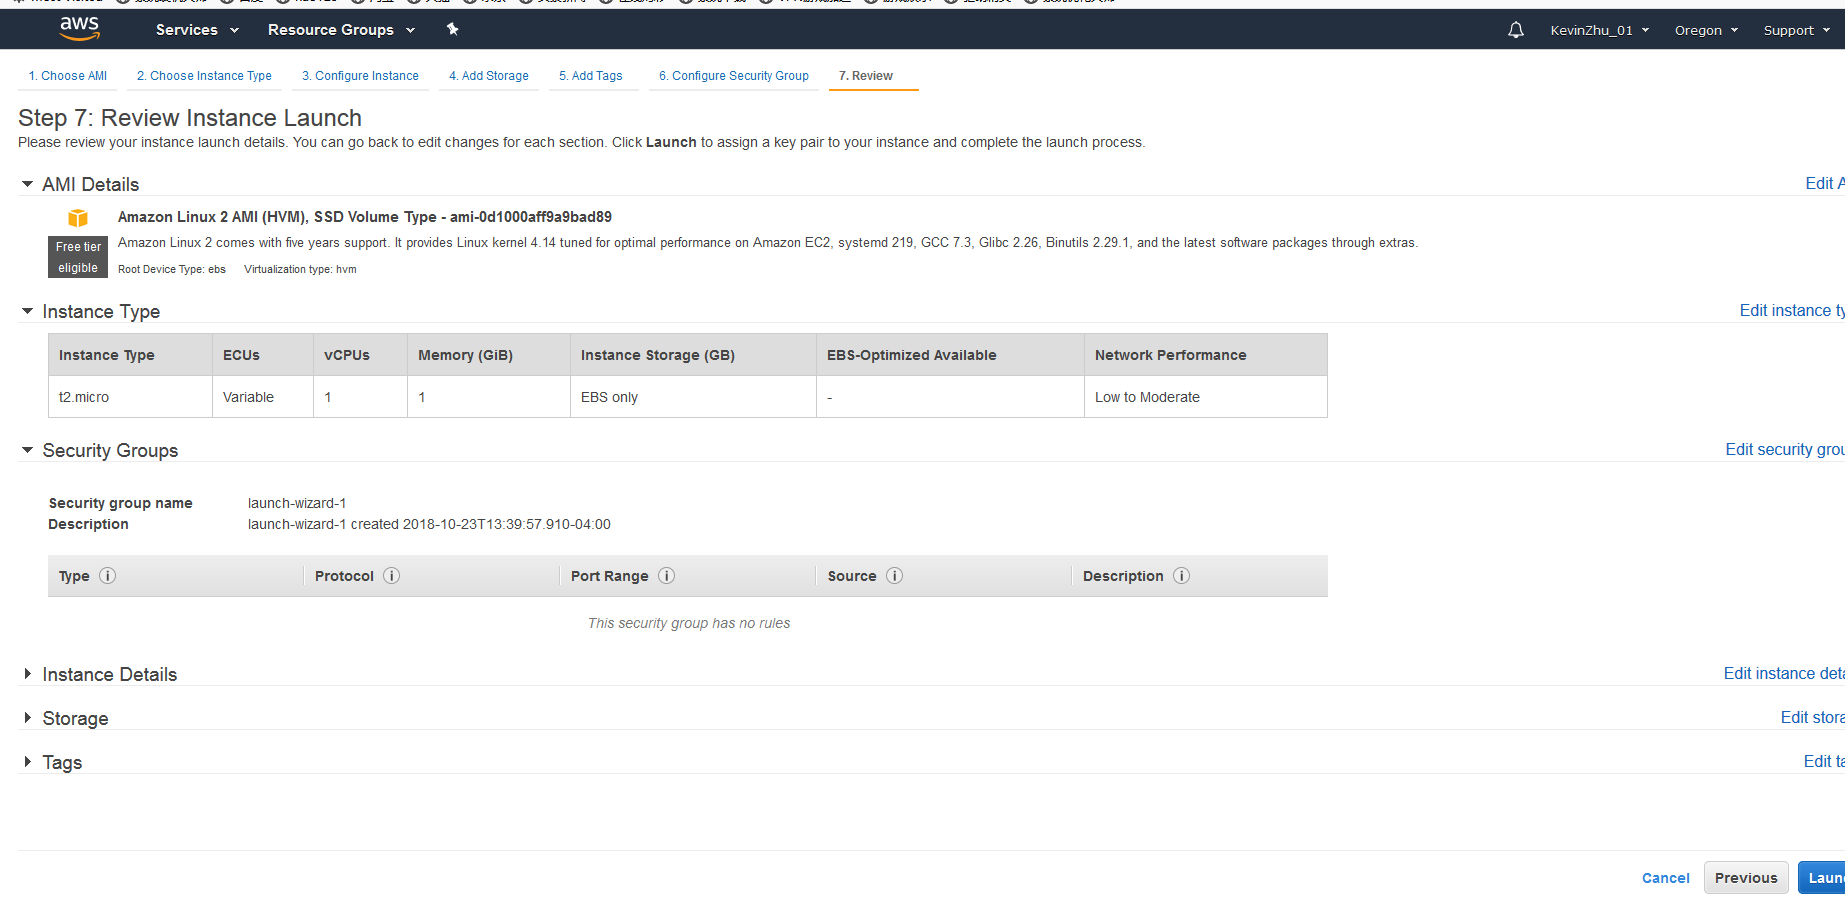 aws
Services Resource Groups KevinZhu_01 Oregon Support
1. Choose AMI 2. Choose Instance Type 3. Configure Instance 4. Add Storage 5. Add Tags 6. Configure Security Group 7. Review
Step 7: Review Instance Launch
Please review your instance launch details. You can go back to edit changes for each section. Click Launch to assign a key pair to your instance and complete the launch process.
AMI Details Edit
Amazon Linux 2 AMI (HVM), SSD Volume Type - ami-0d1000aff9a9bad89
Free tier eligible
Amazon Linux 2 comes with five years support. It provides Linux kernel 4.14 tuned for optimal performance on Amazon EC2, systemd 219, GCC 7.3, Glibc 2.26, Binutils 2.29.1, and the latest software packages through extras.
Root Device Type: ebs Virtualization type: hvm
Instance Type Edit instance
Instance Type ECUs vCPUs Memory (GiB) Instance Storage (GB) EBS-Optimized Available Network Performance
t2.micro Variable 1 1 EBS only - Low to Moderate
Security Groups Edit security
Security group name launch-wizard-1
Description launch-wizard-1 created 2018-10-23T13:39:57.910-04:00
Type Protocol Port Range Source Description
This security group has no rules
Instance Details Edit instance
Storage Edit
Tags Edit
Cancel Previous